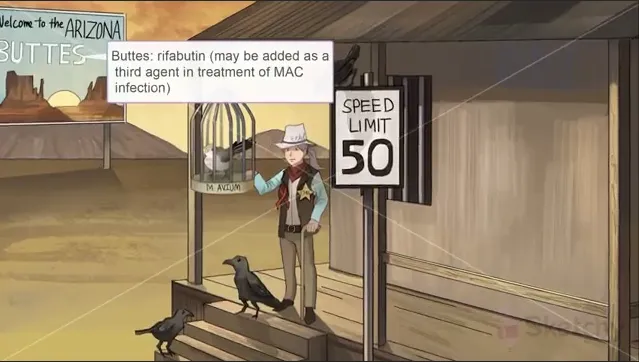 Welcome to the ARIZONA
BUTTES
Buttes: rifabutin (may be added as a
third agent in treatment of MAC
infection)
SPEED
LIMIT
50
M. AVIUM
Sketchy